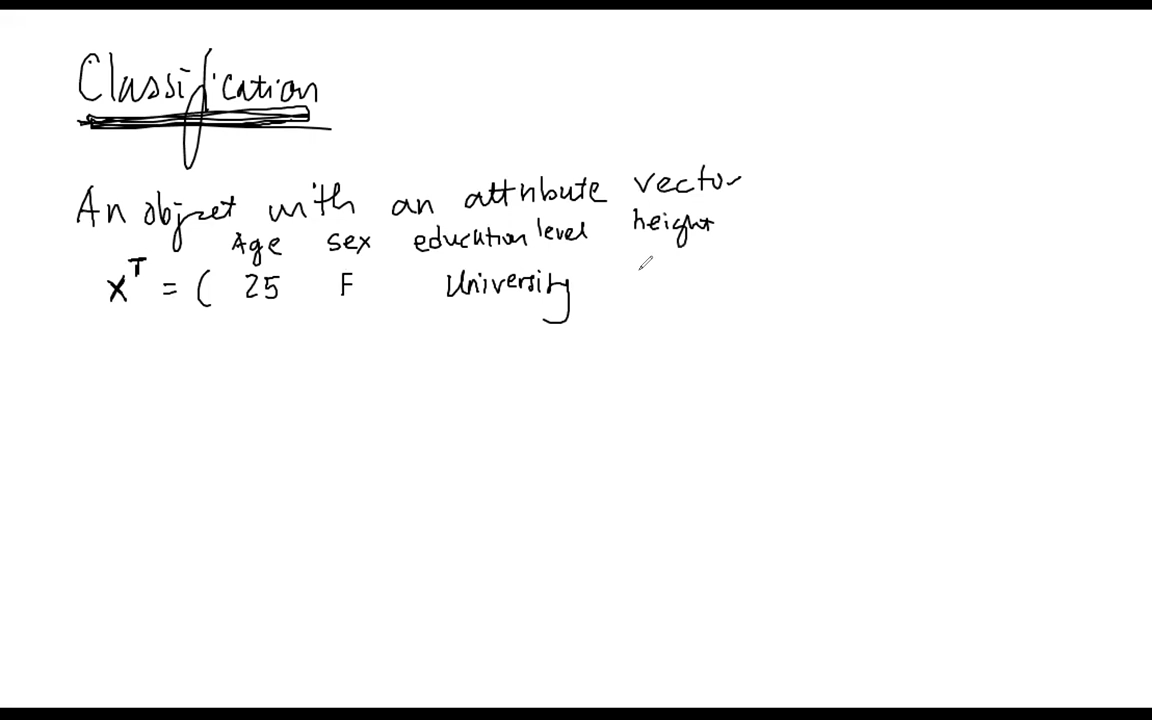 Classification
An object with an attribute vector
Age sex education level height
x^T = ( 25 F University